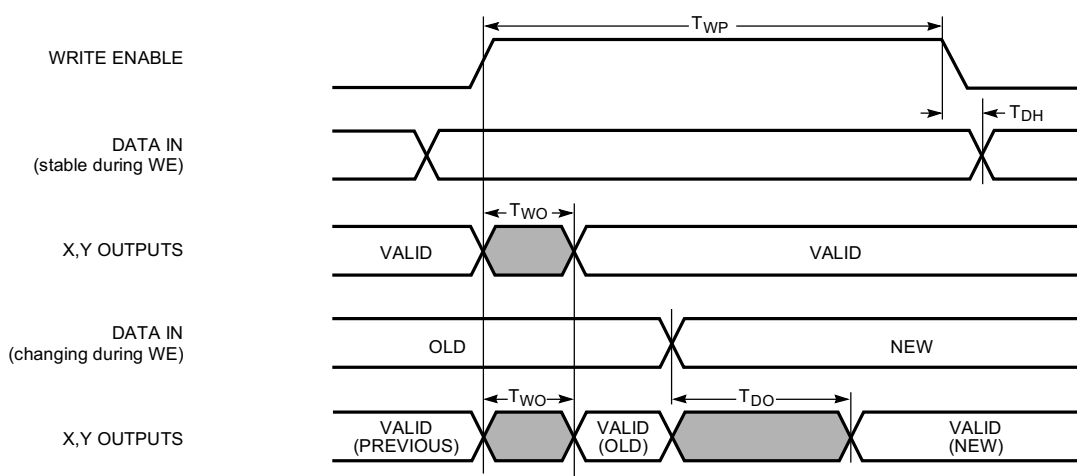 T_WP
WRITE ENABLE
T_DH
DATA IN
(stable during WE)
T_WO
X,Y OUTPUTS
VALID
VALID
DATA IN
(changing during WE)
OLD
NEW
T_WO
T_DO
X,Y OUTPUTS
VALID
(PREVIOUS)
VALID
(OLD)
VALID
(NEW)